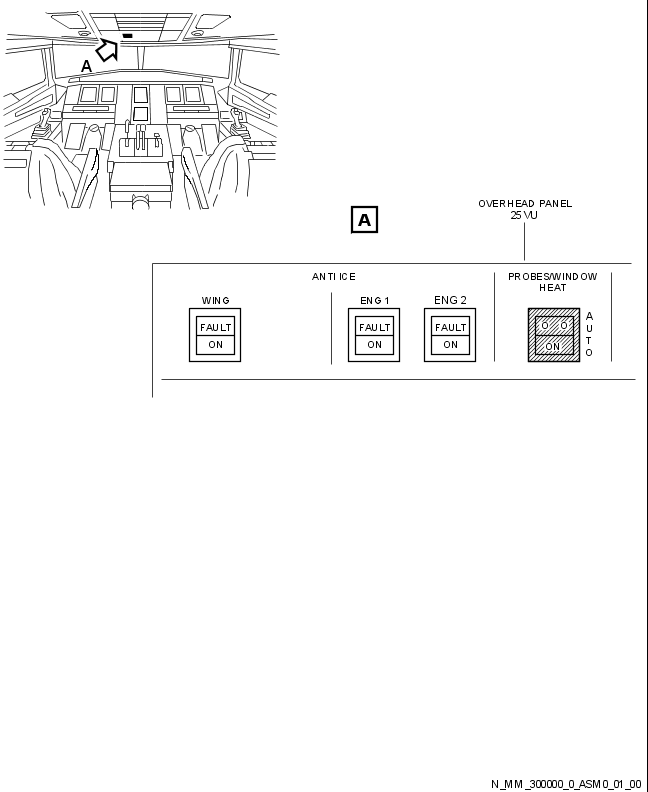 A
A
OVERHEAD PANEL
25VU
ANTI ICE
PROBES/WINDOW
HEAT
WING
ENG 1
ENG 2
FAULT
ON
FAULT
ON
FAULT
ON
O O
ON
A
U
T
O
N_MM_300000_0_ASM0_01_00